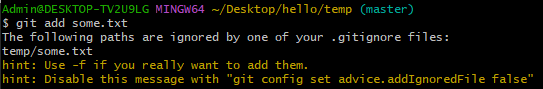 Admin@DESKTOP-TV2U9LG MINGW64 ~/Desktop/hello/temp (master)
$ git add some.txt
The following paths are ignored by one of your .gitignore files:
temp/some.txt
hint: Use -f if you really want to add them.
hint: Disable this message with "git config set advice.addIgnoredFile false"